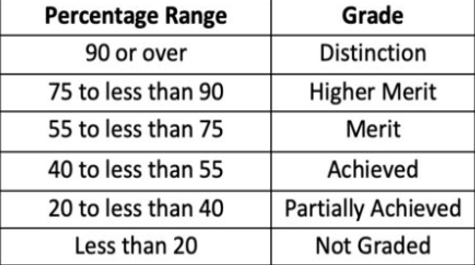 Percentage Range Grade
90 or over Distinction
75 to less than 90 Higher Merit
55 to less than 75 Merit
40 to less than 55 Achieved
20 to less than 40 Partially Achieved
Less than 20 Not Graded